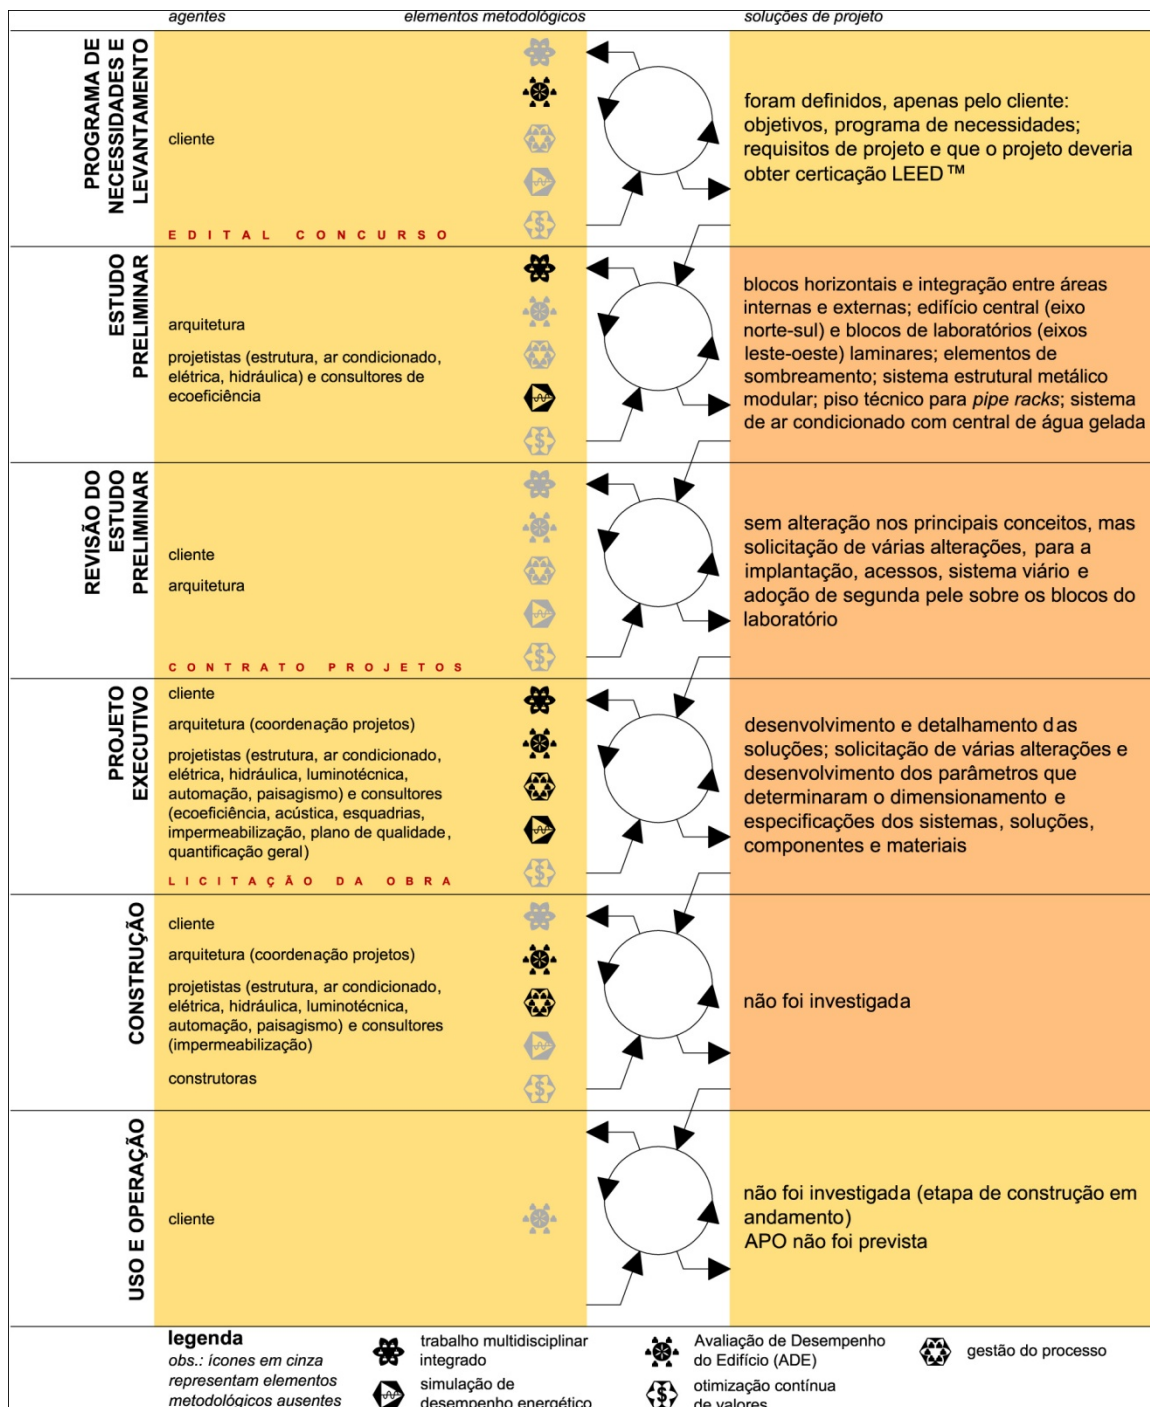 agentes
elementos metodológicos
soluções de projeto
PROGRAMA DE
NECESSIDADES E
LEVANTAMENTO
cliente
EDITAL CONCURSO
foram definidos, apenas pelo cliente:
objetivos, programa de necessidades;
requisitos de projeto e que o projeto deveria
obter certicação LEED™
ESTUDO
PRELIMINAR
arquitetura
projetistas (estrutura, ar condicionado,
elétrica, hidráulica) e consultores de
ecoeficiência
blocos horizontais e integração entre áreas
internas e externas; edifício central (eixo
norte-sul) e blocos de laboratórios (eixos
leste-oeste) laminares; elementos de
sombreamento; sistema estrutural metálico
modular; piso técnico para pipe racks; sistema
de ar condicionado com central de água gelada
REVISÃO DO
ESTUDO
PRELIMINAR
cliente
arquitetura
CONTRATO PROJETOS
sem alteração nos principais conceitos, mas
solicitação de várias alterações, para a
implantação, acessos, sistema viário e
adoção de segunda pele sobre os blocos do
laboratório
PROJETO
EXECUTIVO
cliente
arquitetura (coordenação projetos)
projetistas (estrutura, ar condicionado,
elétrica, hidráulica, luminotécnica,
automação, paisagismo) e consultores
(ecoeficiência, acústica, esquadrias,
impermeabilização, plano de qualidade,
quantificação geral)
LICITAÇÃO DA OBRA
desenvolvimento e detalhamento das
soluções; solicitação de várias alterações e
desenvolvimento dos parâmetros que
determinaram o dimensionamento e
especificações dos sistemas, soluções,
componentes e materiais
CONSTRUÇÃO
cliente
arquitetura (coordenação projetos)
projetistas (estrutura, ar condicionado,
elétrica, hidráulica, luminotécnica,
automação, paisagismo) e consultores
(impermeabilização)
construtoras
não foi investigada
USO E OPERAÇÃO
cliente
não foi investigada (etapa de construção em
andamento)
APO não foi prevista
legenda
obs.: ícones em cinza
representam elementos
metodológicos ausentes
trabalho multidisciplinar
integrado
simulação de
desempenho energético
Avaliação de Desempenho
do Edifício (ADE)
otimização contínua
de valores
gestão do processo